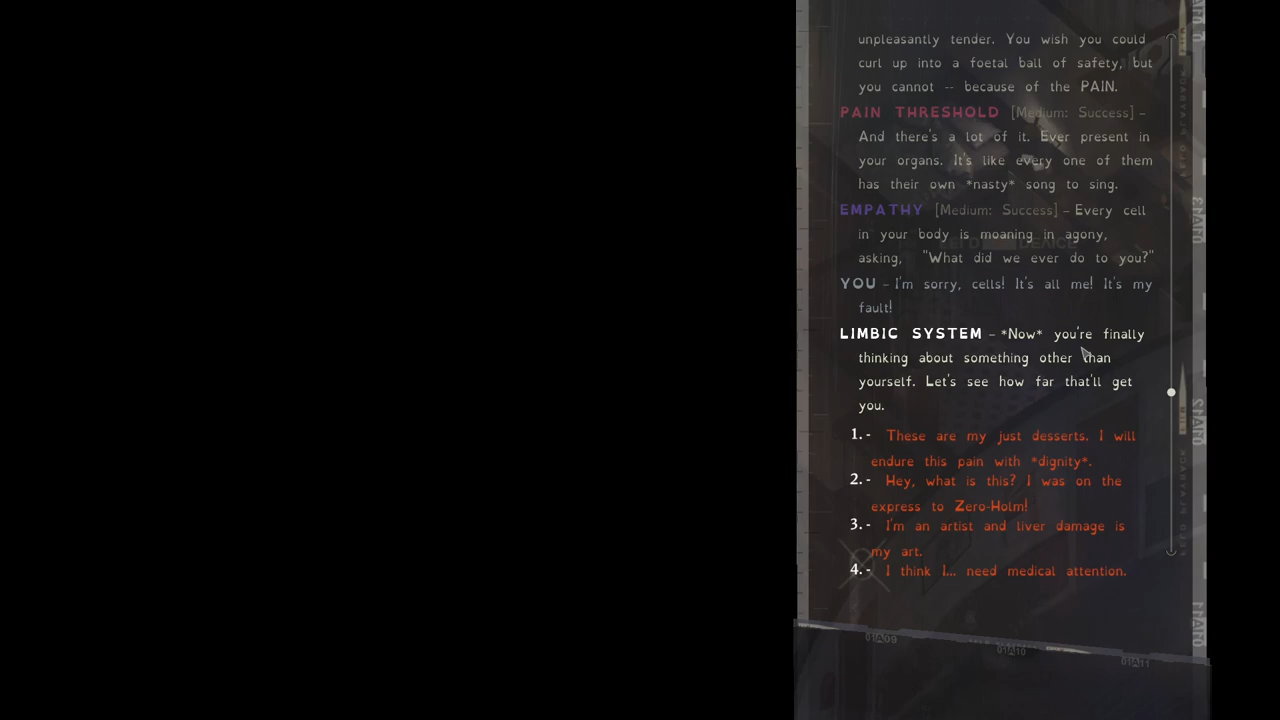 unpleasantly tender. You wish you could
curl up into a foetal ball of safety, but
you cannot -- because of the PAIN.
PAIN THRESHOLD [Medium: Success] –
And there's a lot of it. Ever present in
your organs. It's like every one of them
has their own *nasty* song to sing.
EMPATHY [Medium: Success] – Every cell
in your body is moaning in agony,
asking, "What did we ever do to you?"
YOU – I'm sorry, cells! It's all me! It's my
fault!
LIMBIC SYSTEM – *Now* you're finally
thinking about something other than
yourself. Let's see how far that'll get
you.
1. - These are my just desserts. I will
endure this pain with *dignity*.
2. - Hey, what is this? I was on the
express to Zero-Holm!
3. - I'm an artist and liver damage is
my art.
4. - I think I... need medical attention.
01A09
01A10
01A11